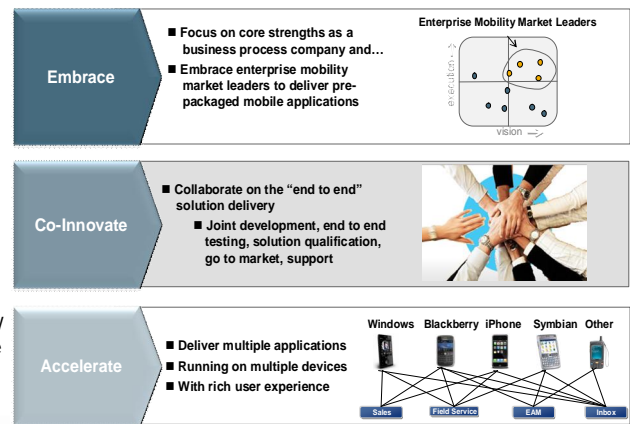 Embrace
■ Focus on core strengths as a
business process company and…
■ Embrace enterprise mobility
market leaders to deliver pre-
packaged mobile applications
Enterprise Mobility Market Leaders
execution
vision
Co-Innovate
■ Collaborate on the “end to end”
solution delivery
■ Joint development, end to end
testing, solution qualification,
go to market, support
Accelerate
■ Deliver multiple applications
■ Running on multiple devices
■ With rich user experience
Windows Blackberry iPhone Symbian Other
Sales Field Service EAM Inbox